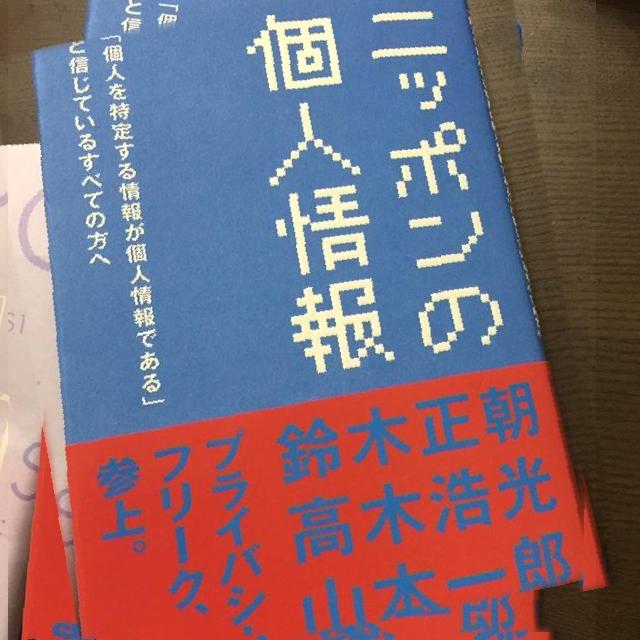 ニッポンの
個人情報
「個人を特定する情報が個人情報である」
と信じているすべての方へ
鈴木正朝
高木浩光
山本一郎
プライバシー
フリーク、
参上。
「個
と信